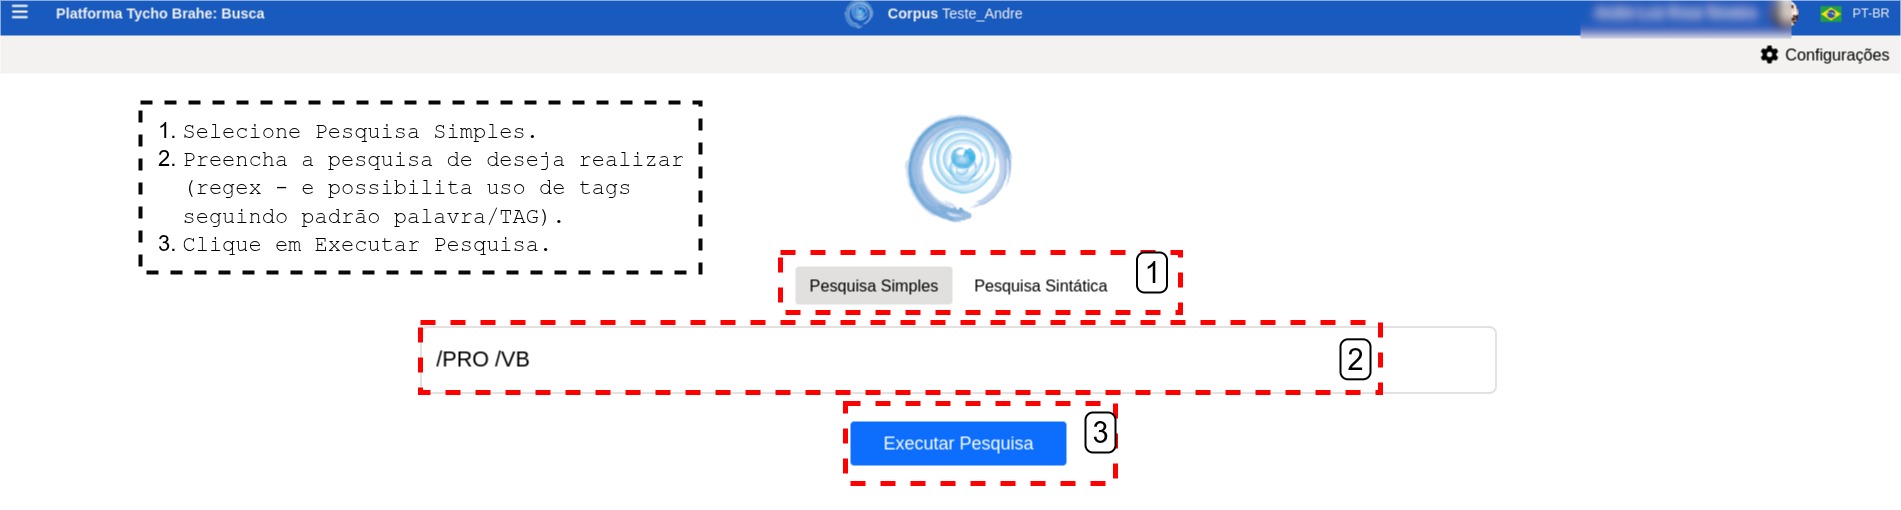 Platforma Tycho Brahe: Busca
Corpus Teste_Andre
PT-BR
Configurações
1. Selecione Pesquisa Simples.
2. Preencha a pesquisa de deseja realizar
(regex - e possibilita uso de tags
seguindo padrão palavra/TAG).
3. Clique em Executar Pesquisa.
Pesquisa Simples Pesquisa Sintática 1
/PRO /VB 2
Executar Pesquisa 3